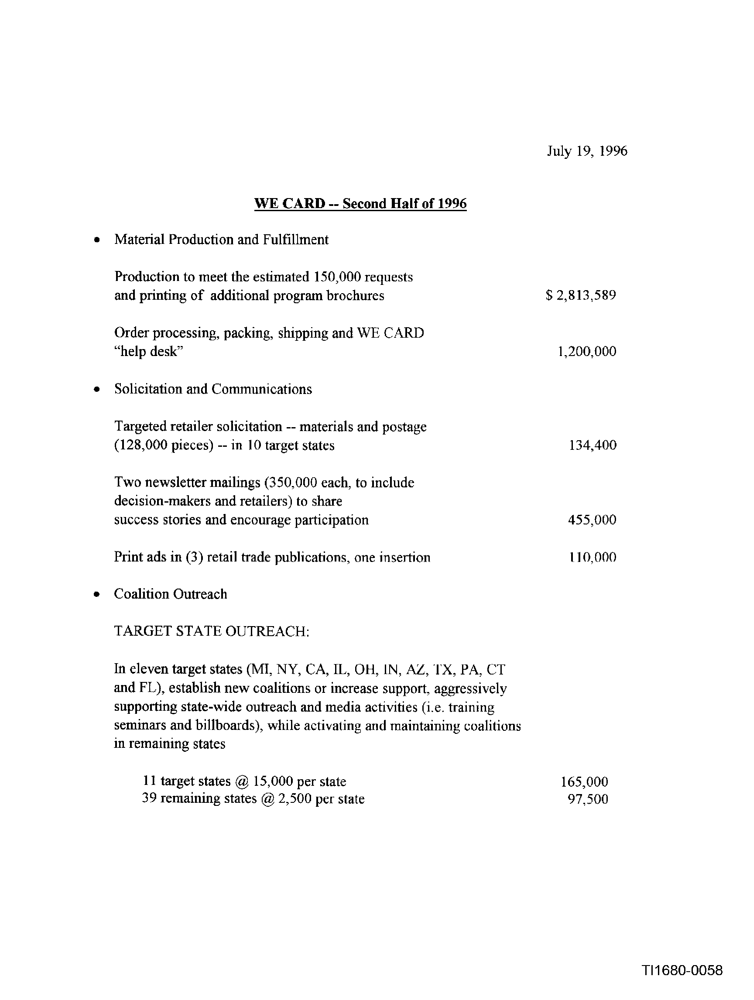 July 19, 1996
WE CARD -- Second Half of 1996
• Material Production and Fulfillment
Production to meet the estimated 150,000 requests
and printing of additional program brochures $ 2,813,589
Order processing, packing, shipping and WE CARD
“help desk” 1,200,000
• Solicitation and Communications
Targeted retailer solicitation -- materials and postage
(128,000 pieces) -- in 10 target states 134,400
Two newsletter mailings (350,000 each, to include
decision-makers and retailers) to share
success stories and encourage participation 455,000
Print ads in (3) retail trade publications, one insertion 110,000
• Coalition Outreach
TARGET STATE OUTREACH:
In eleven target states (MI, NY, CA, IL, OH, IN, AZ, TX, PA, CT
and FL), establish new coalitions or increase support, aggressively
supporting state-wide outreach and media activities (i.e. training
seminars and billboards), while activating and maintaining coalitions
in remaining states
11 target states @ 15,000 per state 165,000
39 remaining states @ 2,500 per state 97,500
TI1680-0058